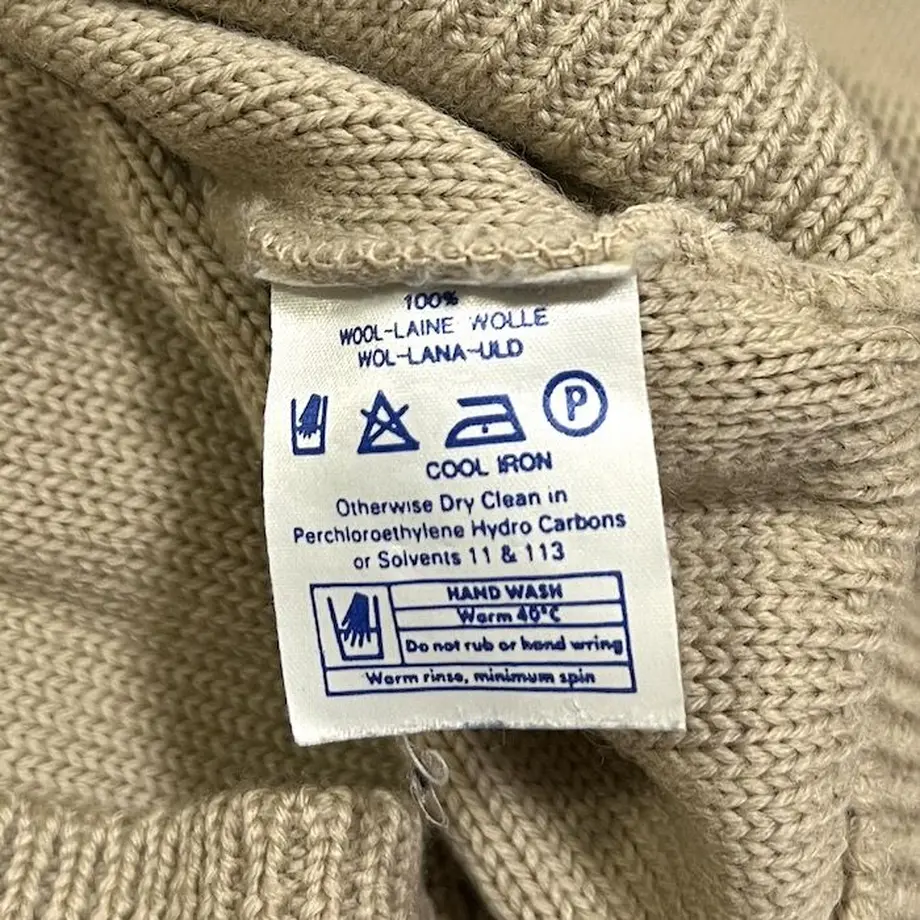 100%
WOOL-LAINE WOLLE
WOL-LANA-ULD
P
COOL IRON
Otherwise Dry Clean in
Perchloroethylene Hydro Carbons
or Solvents 11 & 113
HAND WASH
Warm 40°C
Do not rub or hand wring
Warm rinse, minimum spin